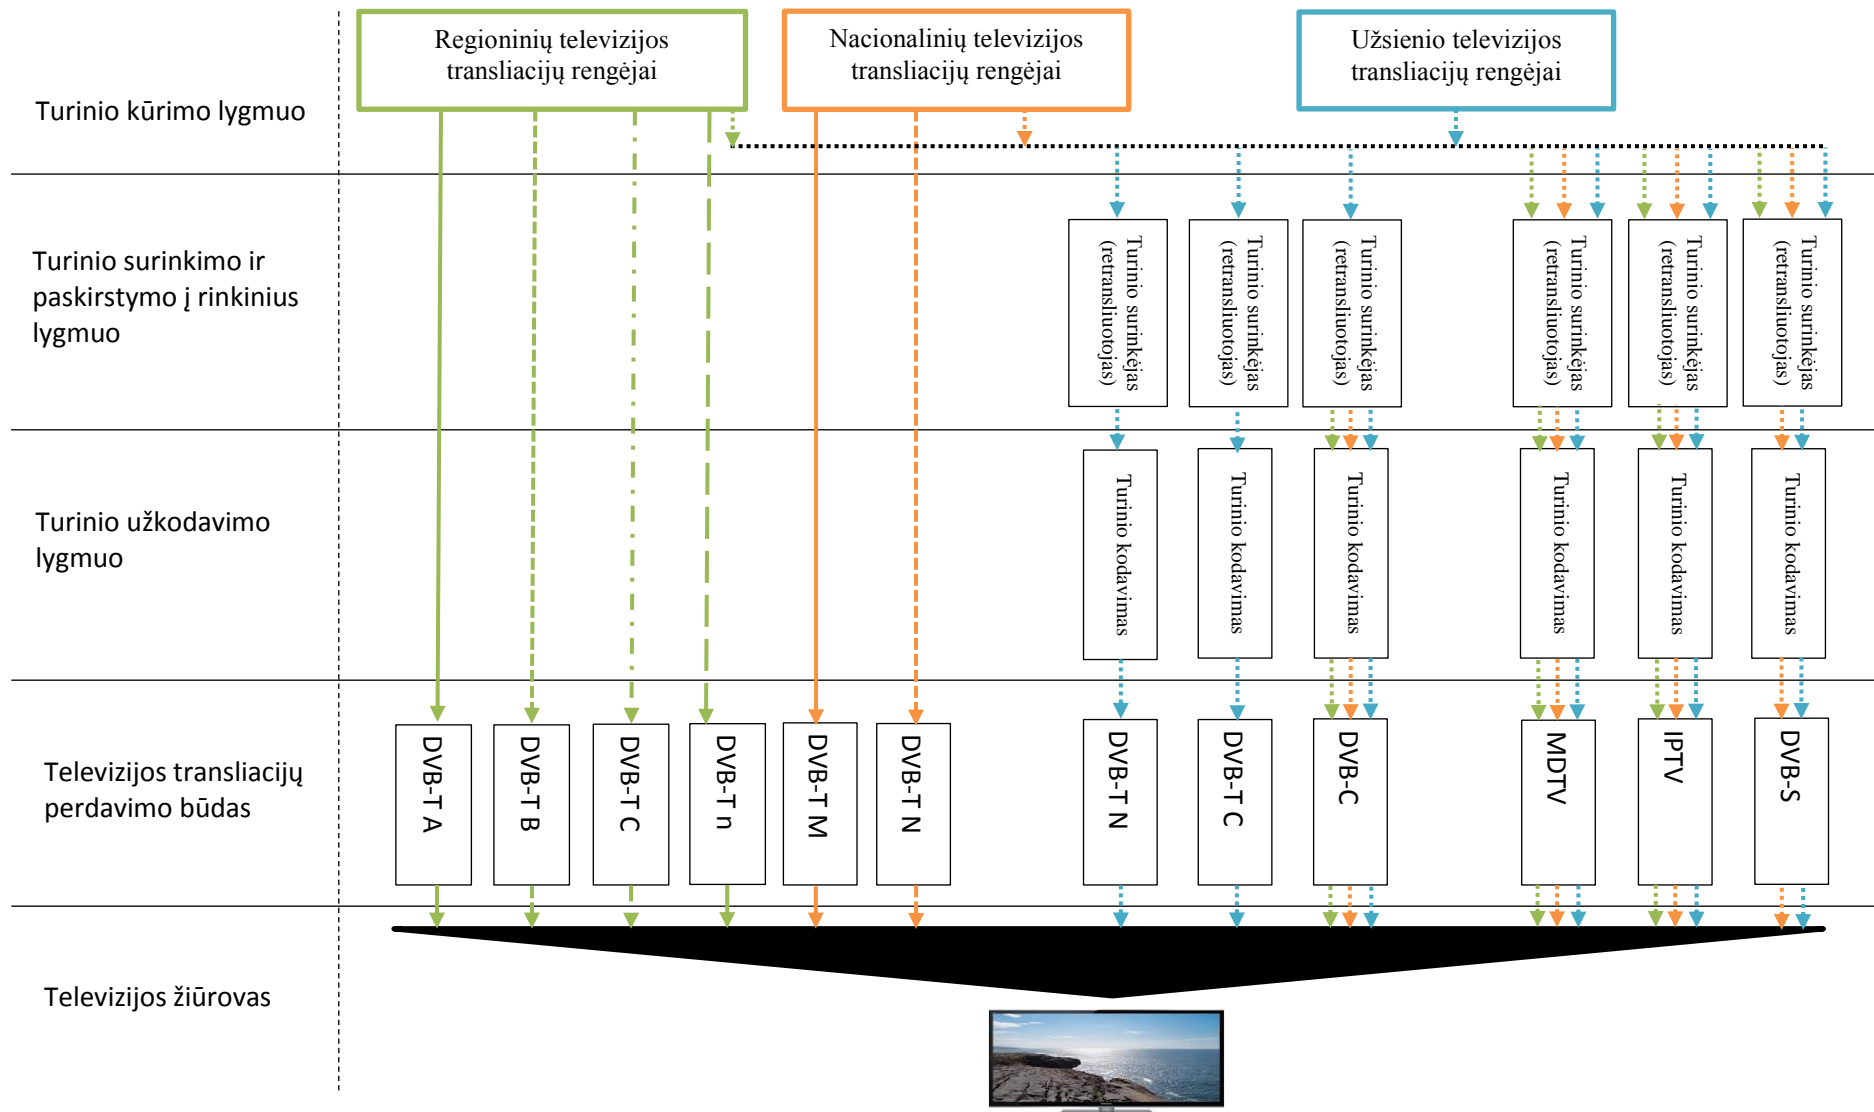 Regioninių televizijos
transliacijų rengėjai
Nacionalinių televizijos
transliacijų rengėjai
Užsienio televizijos
transliacijų rengėjai
Turinio kūrimo lygmuo
Turinio surinkimo ir
paskirstymo į rinkinius
lygmuo
Turinio surinkėjas
(retransliuotojas)
Turinio surinkėjas
(retransliuotojas)
Turinio surinkėjas
(retransliuotojas)
Turinio surinkėjas
(retransliuotojas)
Turinio surinkėjas
(retransliuotojas)
Turinio surinkėjas
(retransliuotojas)
Turinio užkodavimo
lygmuo
Turinio kodavimas
Turinio kodavimas
Turinio kodavimas
Turinio kodavimas
Turinio kodavimas
Turinio kodavimas
Televizijos transliacijų
perdavimo būdas
DVB-T A
DVB-T B
DVB-T C
DVB-T n
DVB-T M
DVB-T N
DVB-T N
DVB-T C
DVB-C
MDTV
IPTV
DVB-S
Televizijos žiūrovas